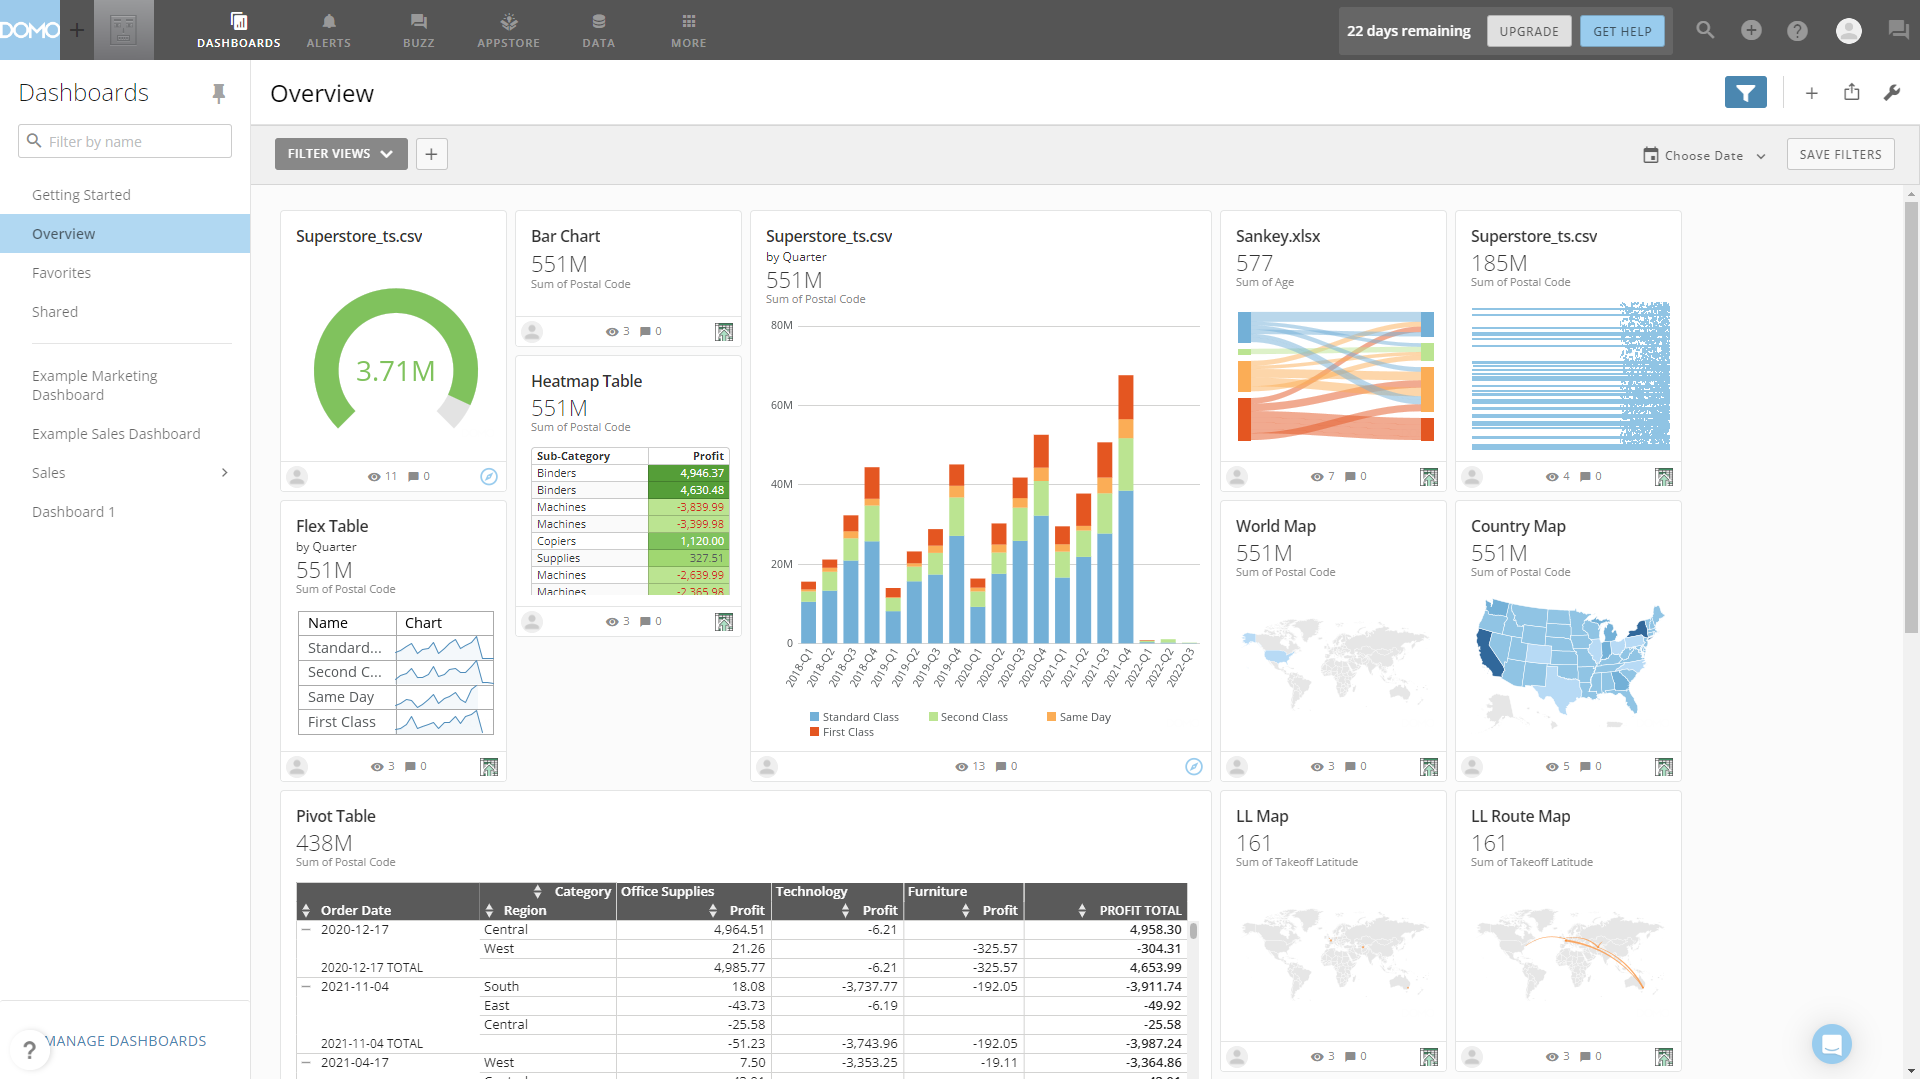 DOMO
DASHBOARDS
ALERTS
BUZZ
APPSTORE
DATA
MORE
22 days remaining
UPGRADE
GET HELP
Dashboards
Filter by name
Getting Started
Overview
Favorites
Shared
Example Marketing
Dashboard
Example Sales Dashboard
Sales
Dashboard 1
MANAGE DASHBOARDS
?
Overview
FILTER VIEWS
Choose Date
SAVE FILTERS
Superstore_ts.csv
3.71M
11 0
Bar Chart
551M
Sum of Postal Code
3 0
Heatmap Table
551M
Sum of Postal Code
Sub-Category Profit
Binders 4,946.37
Binders 4,630.48
Machines -3,839.99
Machines -3,399.98
Copiers 1,120.00
Supplies 327.51
Machines -2,639.99
Machines -2,365.98
3 0
Flex Table
by Quarter
551M
Sum of Postal Code
Name Chart
Standard...
Second C...
Same Day
First Class
3 0
Superstore_ts.csv
by Quarter
551M
Sum of Postal Code
80M
60M
40M
20M
0
2018-Q1 2018-Q2 2018-Q3 2018-Q4 2019-Q1 2019-Q2 2019-Q3 2019-Q4 2020-Q1 2020-Q2 2020-Q3 2020-Q4 2021-Q1 2021-Q2 2021-Q3 2021-Q4 2022-Q1 2022-Q2 2022-Q3
Standard Class Second Class Same Day
First Class
13 0
Sankey.xlsx
577
Sum of Age
7 0
Superstore_ts.csv
185M
Sum of Postal Code
4 0
World Map
551M
Sum of Postal Code
3 0
Country Map
551M
Sum of Postal Code
5 0
Pivot Table
438M
Sum of Postal Code
Category Office Supplies Technology Furniture
Order Date Region Profit Profit Profit PROFIT TOTAL
2020-12-17 Central 4,964.51 -6.21 4,958.30
West 21.26 -325.57 -304.31
2020-12-17 TOTAL 4,985.77 -6.21 -325.57 4,653.99
2021-11-04 South 18.08 -3,737.77 -192.05 -3,911.74
East -43.73 -6.19 -49.92
Central -25.58 -25.58
2021-11-04 TOTAL -51.23 -3,743.96 -192.05 -3,987.24
2021-04-17 West 7.50 -3,353.25 -19.11 -3,364.86
LL Map
161
Sum of Takeoff Latitude
3 0
LL Route Map
161
Sum of Takeoff Latitude
3 0